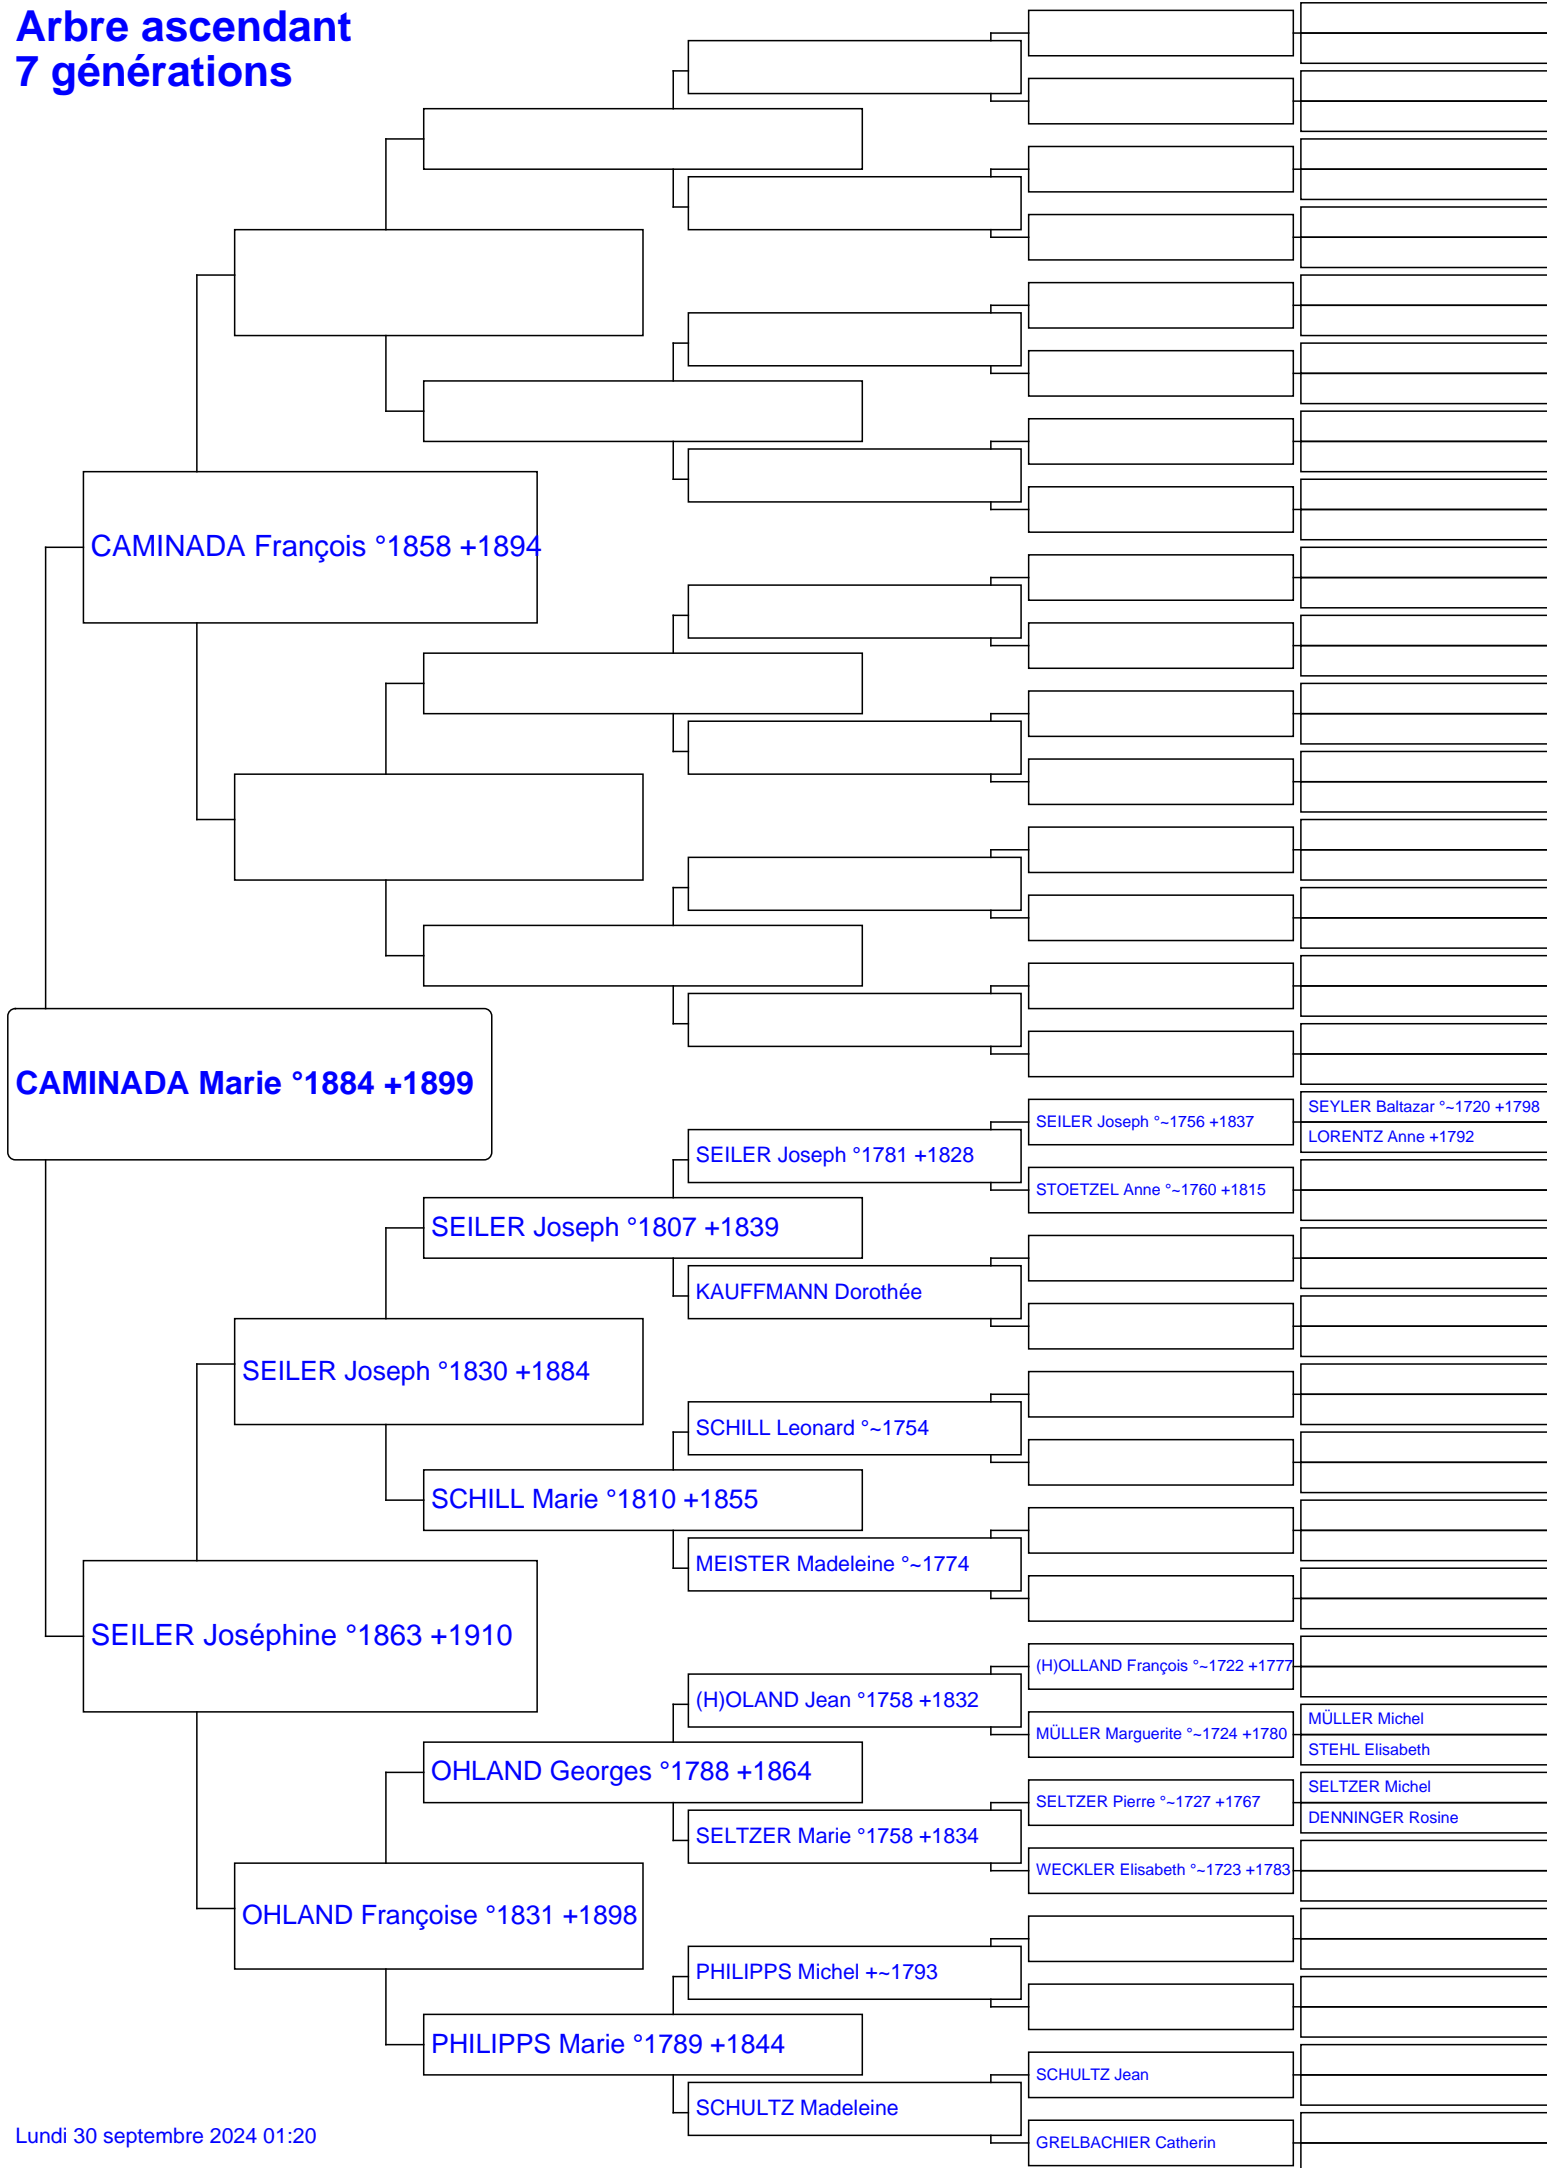 Arbre ascendant
7 générations
CAMINADA François °1858 +1894
CAMINADA Marie °1884 +1899
SEYLER Baltazar °~1720 +1798
SEILER Joseph °~1756 +1837
LORENTZ Anne +1792
SEILER Joseph °1781 +1828
STOETZEL Anne °~1760 +1815
SEILER Joseph °1807 +1839
KAUFFMANN Dorothée
SEILER Joseph °1830 +1884
SCHILL Leonard °~1754
SCHILL Marie °1810 +1855
MEISTER Madeleine °~1774
SEILER Joséphine °1863 +1910
(H)OLLAND François °~1722 +1777
(H)OLAND Jean °1758 +1832
MÜLLER Michel
MÜLLER Marguerite °~1724 +1780
STEHL Elisabeth
OHLAND Georges °1788 +1864
SELTZER Michel
SELTZER Pierre °~1727 +1767
DENNINGER Rosine
SELTZER Marie °1758 +1834
WECKLER Elisabeth °~1723 +1783
OHLAND Françoise °1831 +1898
PHILIPPS Michel +~1793
PHILIPPS Marie °1789 +1844
SCHULTZ Jean
SCHULTZ Madeleine
GRELBACHIER Catherin
Lundi 30 septembre 2024 01:20